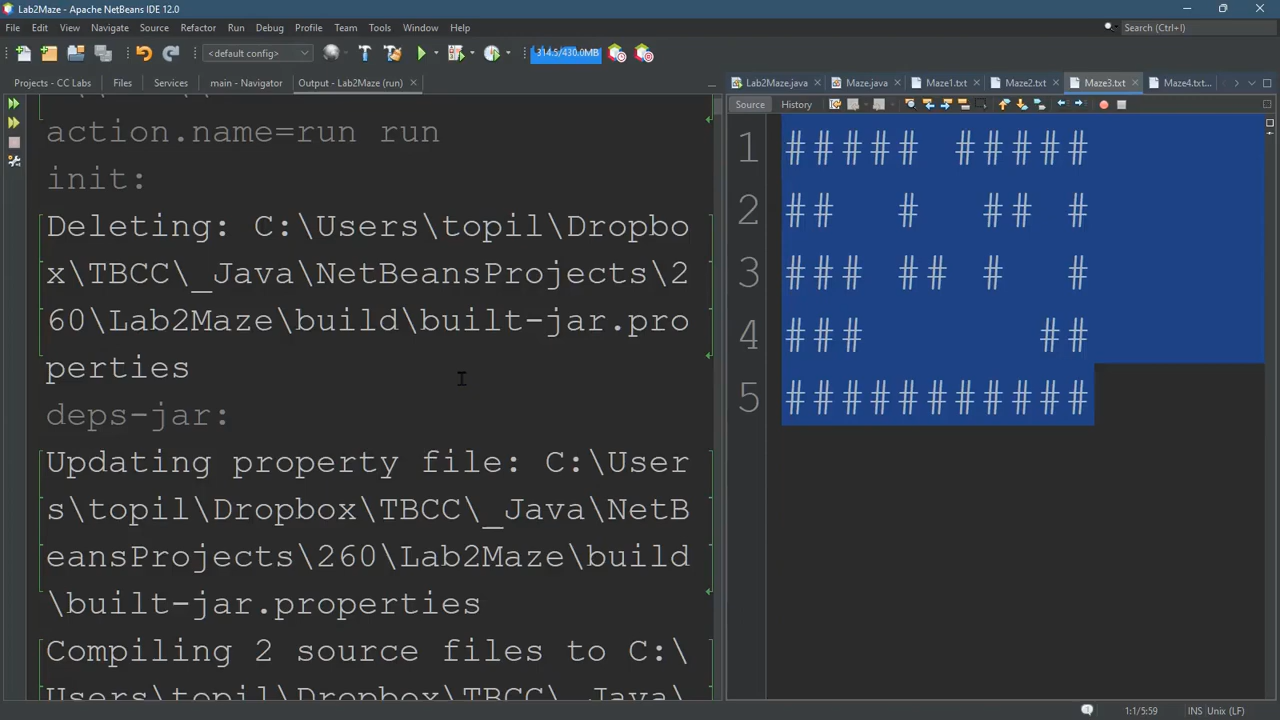 Lab2Maze - Apache NetBeans IDE 12.0
File Edit View Navigate Source Refactor Run Debug Profile Team Tools Window Help
Search (Ctrl+I)
<default config>
314.5/430.0MB
Projects - CC Labs Files Services main - Navigator Output - Lab2Maze (run)
Lab2Maze.java Maze.java Maze1.txt Maze2.txt Maze3.txt Maze4.txt...
Source History
action.name=run run
init:
Deleting: C:\Users\topil\Dropbo
x\TBCC\_Java\NetBeansProjects\2
60\Lab2Maze\build\built-jar.pro
perties
deps-jar:
Updating property file: C:\User
s\topil\Dropbox\TBCC\_Java\NetB
eansProjects\260\Lab2Maze\build
\built-jar.properties
Compiling 2 source files to C:\
Users\topil\Dropbox\TBCC\_Java\
1 ##### #####
2 ##  #  ## #
3 ### ## #  #
4 ###      ##
5 ###########
1:1/5:59 INS Unix (LF)